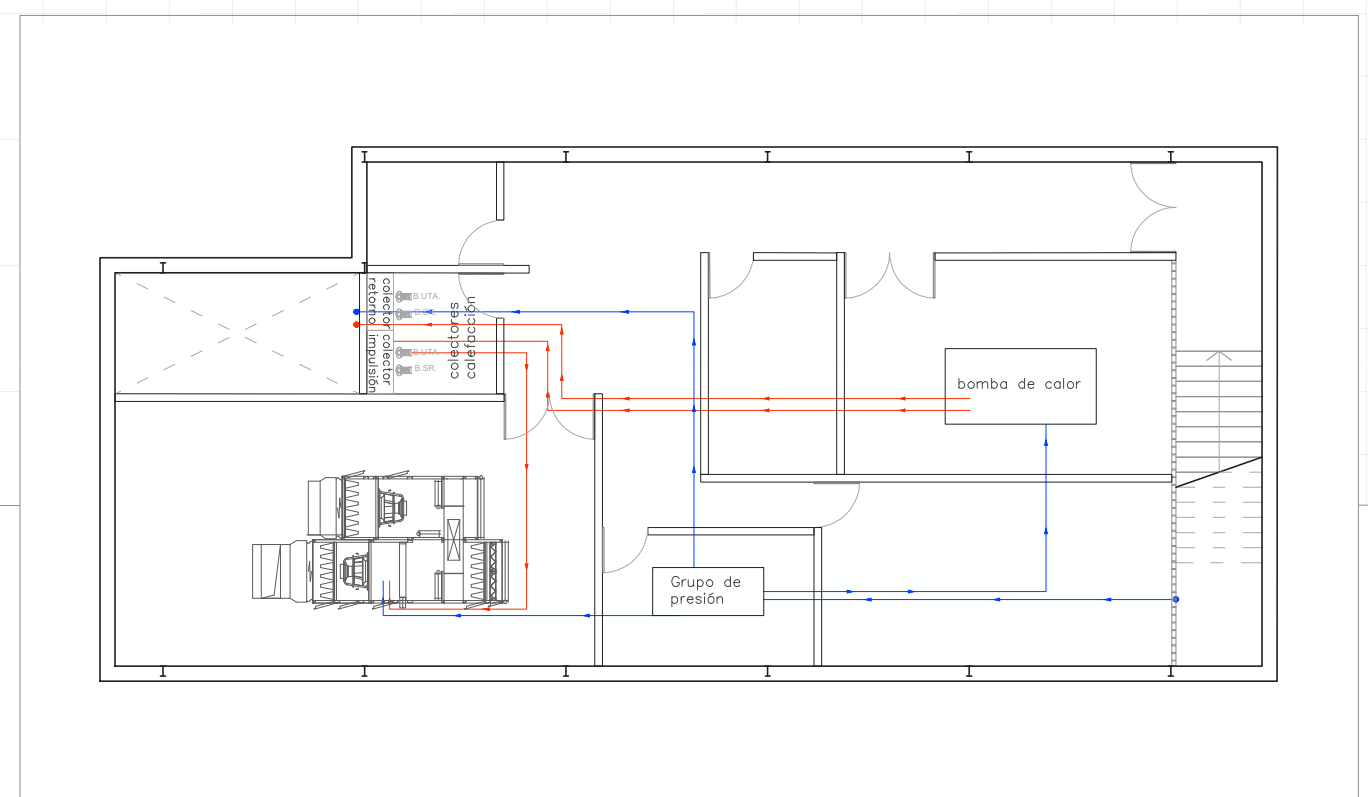 colector
retorno
colector
impulsión
B.UTA.
B.SR.
B.UTA.
B.SR.
colectores
calefacción
bomba de calor
Grupo de
presión